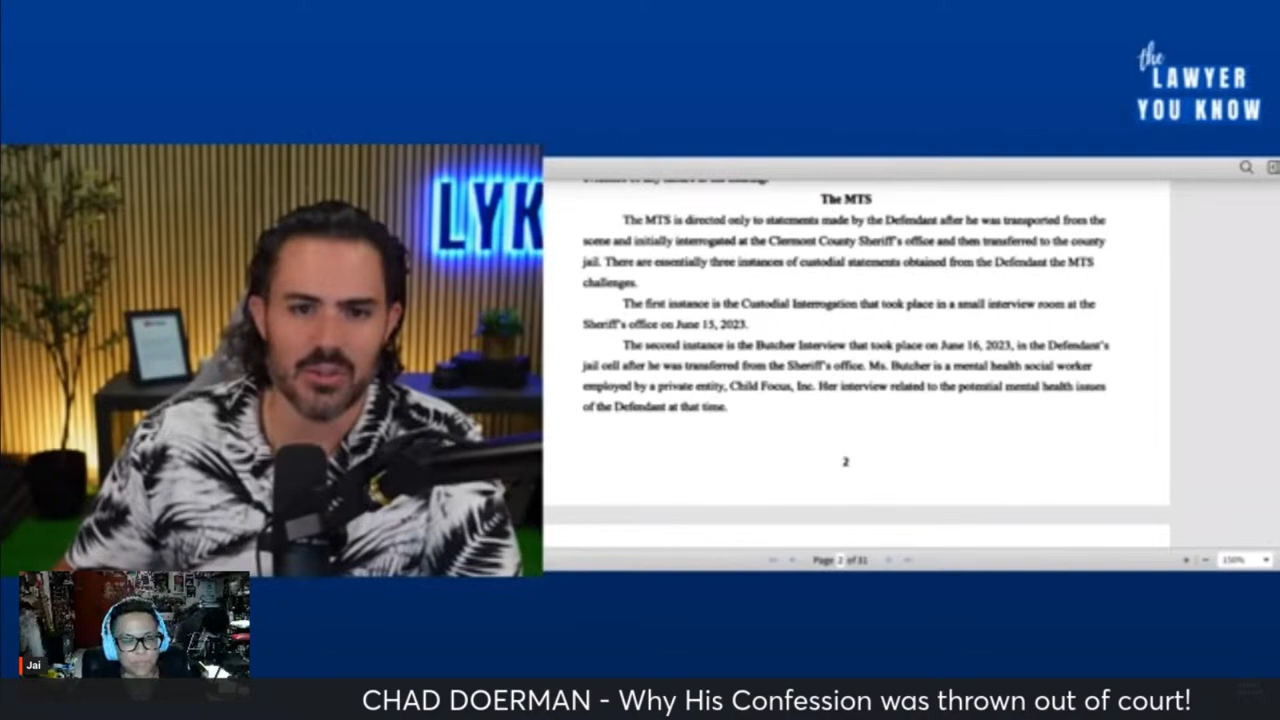 the
LAWYER
YOU KNOW
LYK
The MTS
The MTS is directed only to statements made by the Defendant after he was transported from the
scene and initially interrogated at the Clermont County Sheriff's office and then transferred to the county
jail. There are essentially three instances of custodial statements obtained from the Defendant the MTS
challenges.
The first instance is the Custodial Interrogation that took place in a small interview room at the
Sheriff's office on June 15, 2023.
The second instance is the Butcher Interview that took place on June 16, 2023, in the Defendant's
jail cell after he was transferred from the Sheriff's office. Ms. Butcher is a mental health social worker
employed by a private entity, Child Focus, Inc. Her interview related to the potential mental health issues
of the Defendant at that time.
2
Page 2 of 31
150%
Jai
CHAD DOERMAN - Why His Confession was thrown out of court!